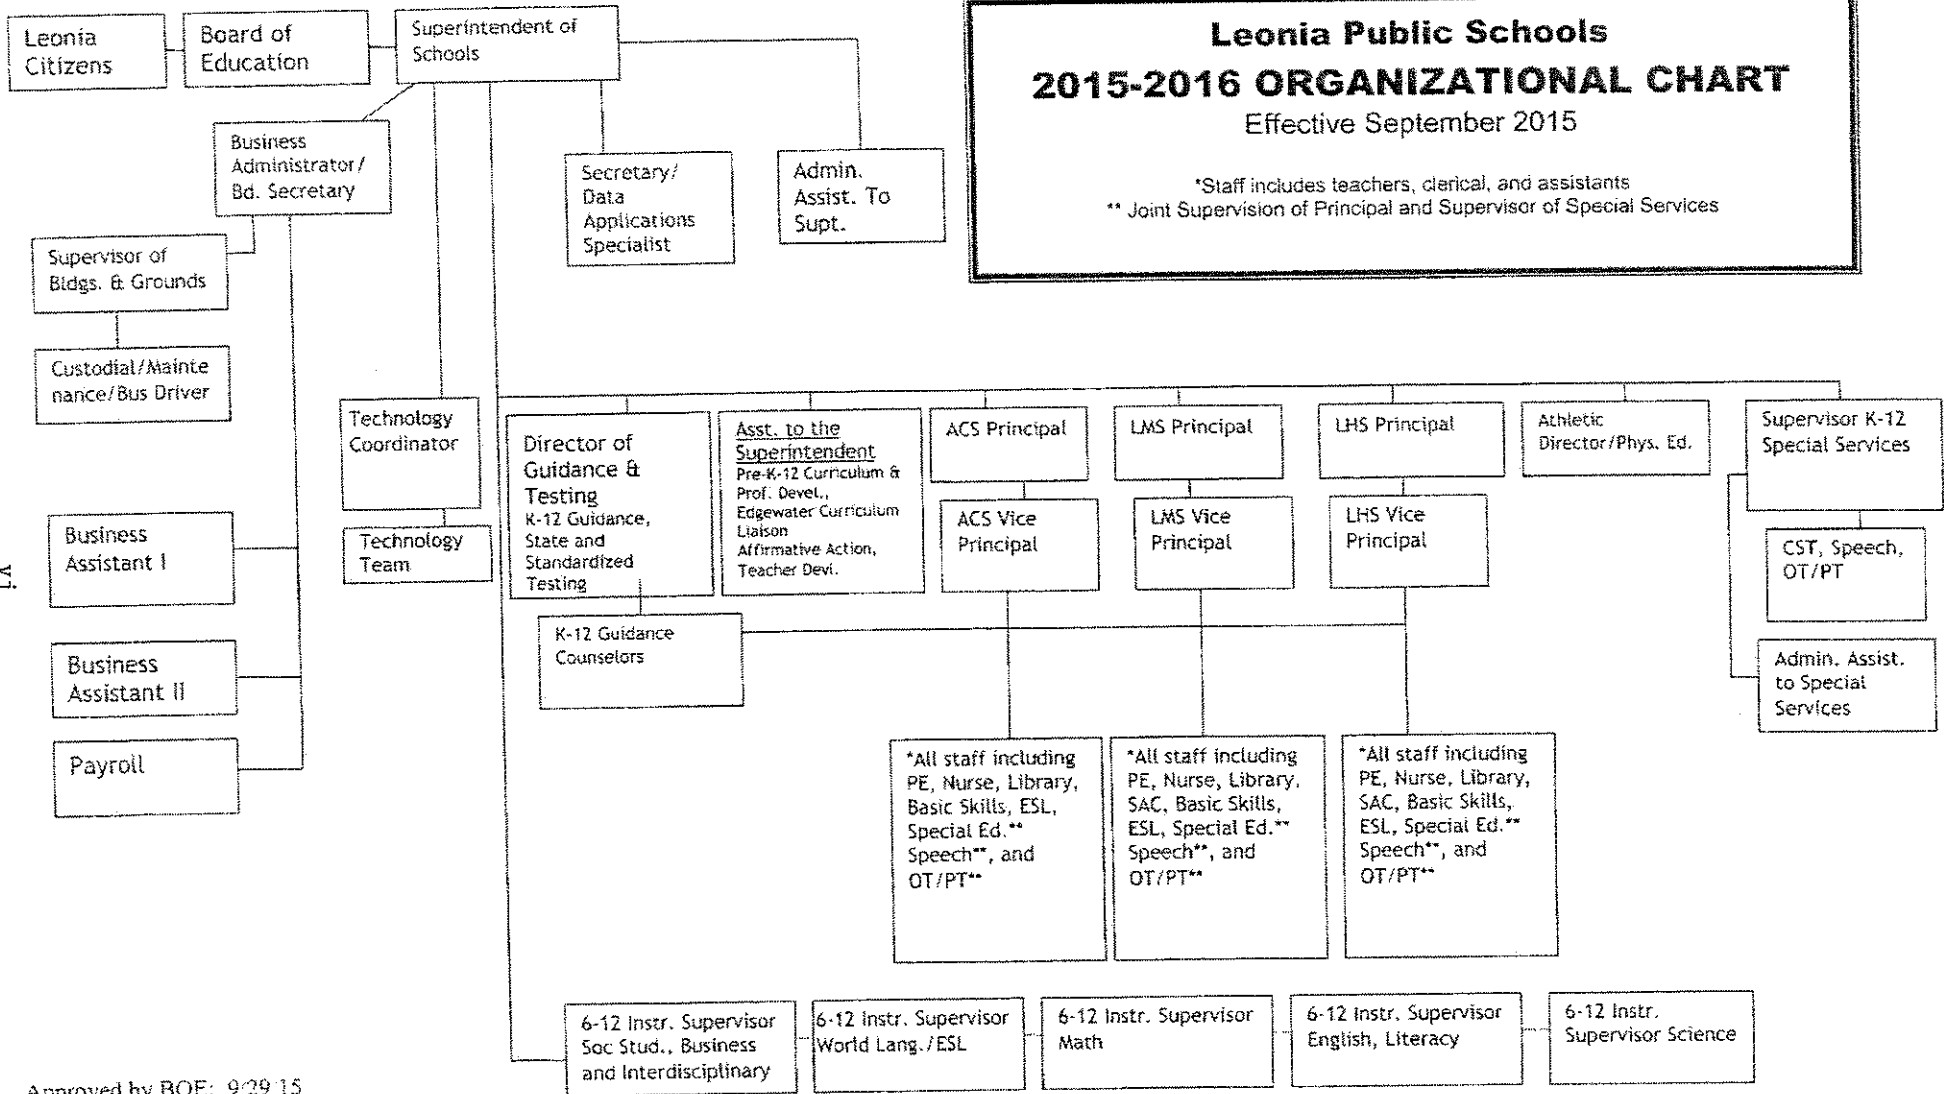 Leonia Public Schools
2015-2016 ORGANIZATIONAL CHART
Effective September 2015
*Staff includes teachers, clerical, and assistants
** Joint Supervision of Principal and Supervisor of Special Services
Leonia
Citizens
Board of
Education
Superintendent of
Schools
Business
Administrator/
Bd. Secretary
Secretary/
Data
Applications
Specialist
Admin.
Assist. To
Supt.
Supervisor of
Bldgs. & Grounds
Custodial/Mainte
nance/Bus Driver
Business
Assistant I
Business
Assistant II
Payroll
Technology
Coordinator
Technology
Team
Director of
Guidance &
Testing
K-12 Guidance,
State and
Standardized
Testing
K-12 Guidance
Counselors
Asst. to the
Superintendent
Pre-K-12 Curriculum &
Prof. Devel.,
Edgewater Curriculum
Liaison
Affirmative Action,
Teacher Devl.
ACS Principal
ACS Vice
Principal
LMS Principal
LMS Vice
Principal
LHS Principal
LHS Vice
Principal
Athletic
Director/Phys. Ed.
Supervisor K-12
Special Services
CST, Speech,
OT/PT
Admin. Assist.
to Special
Services
*All staff including
PE, Nurse, Library,
Basic Skills, ESL,
Special Ed.**
Speech**, and
OT/PT**
*All staff including
PE, Nurse, Library,
SAC, Basic Skills,
ESL, Special Ed.**
Speech**, and
OT/PT**
*All staff including
PE, Nurse, Library,
SAC, Basic Skills,
ESL, Special Ed.**
Speech**, and
OT/PT**
6-12 Instr. Supervisor
Soc Stud., Business
and Interdisciplinary
6-12 Instr. Supervisor
World Lang./ESL
6-12 Instr. Supervisor
Math
6-12 Instr. Supervisor
English, Literacy
6-12 Instr.
Supervisor Science
vi
Approved by BOE: 9/29/15